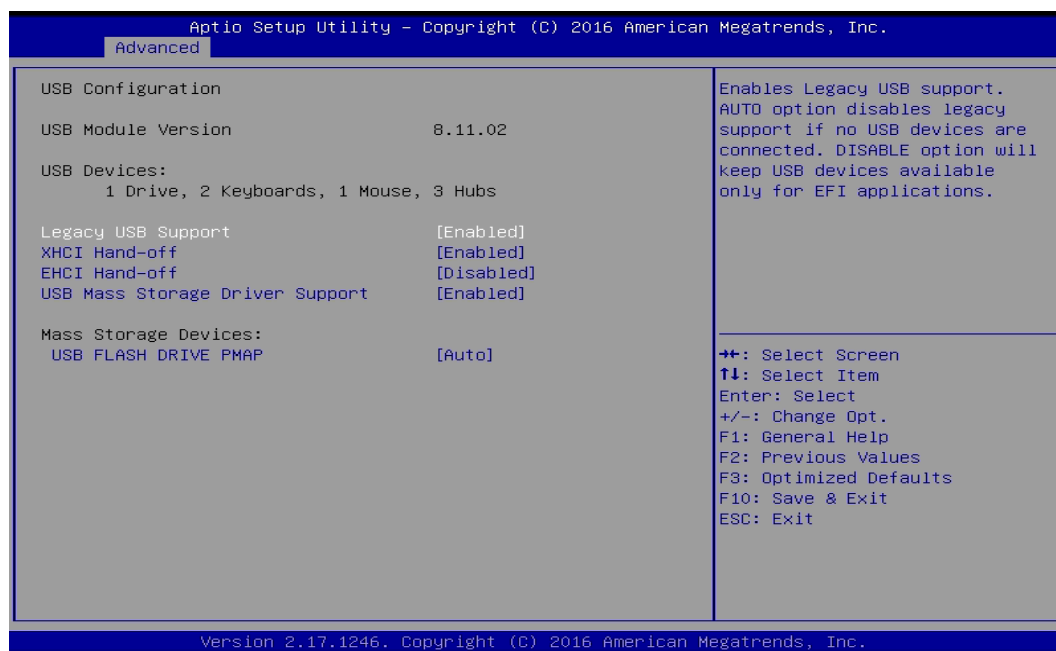 Aptio Setup Utility – Copyright (C) 2016 American Megatrends, Inc.
Advanced
USB Configuration
USB Module Version 8.11.02
USB Devices:
1 Drive, 2 Keyboards, 1 Mouse, 3 Hubs
Legacy USB Support [Enabled]
XHCI Hand-off [Enabled]
EHCI Hand-off [Disabled]
USB Mass Storage Driver Support [Enabled]
Mass Storage Devices:
USB FLASH DRIVE PMAP [Auto]
Enables Legacy USB support.
AUTO option disables legacy
support if no USB devices are
connected. DISABLE option will
keep USB devices available
only for EFI applications.
→←: Select Screen
↑↓: Select Item
Enter: Select
+/-: Change Opt.
F1: General Help
F2: Previous Values
F3: Optimized Defaults
F10: Save & Exit
ESC: Exit
Version 2.17.1246. Copyright (C) 2016 American Megatrends, Inc.